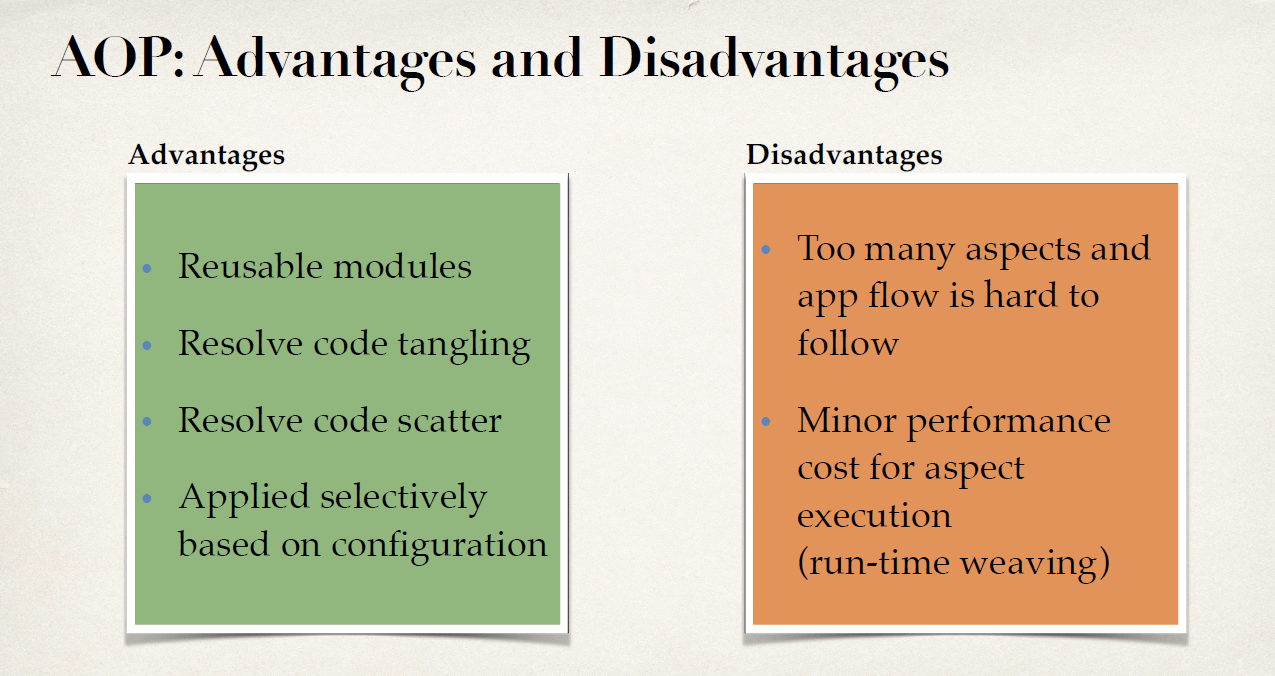 AOP: Advantages and Disadvantages
Advantages
• Reusable modules
• Resolve code tangling
• Resolve code scatter
• Applied selectively
based on configuration
Disadvantages
• Too many aspects and
app flow is hard to
follow
• Minor performance
cost for aspect
execution
(run-time weaving)